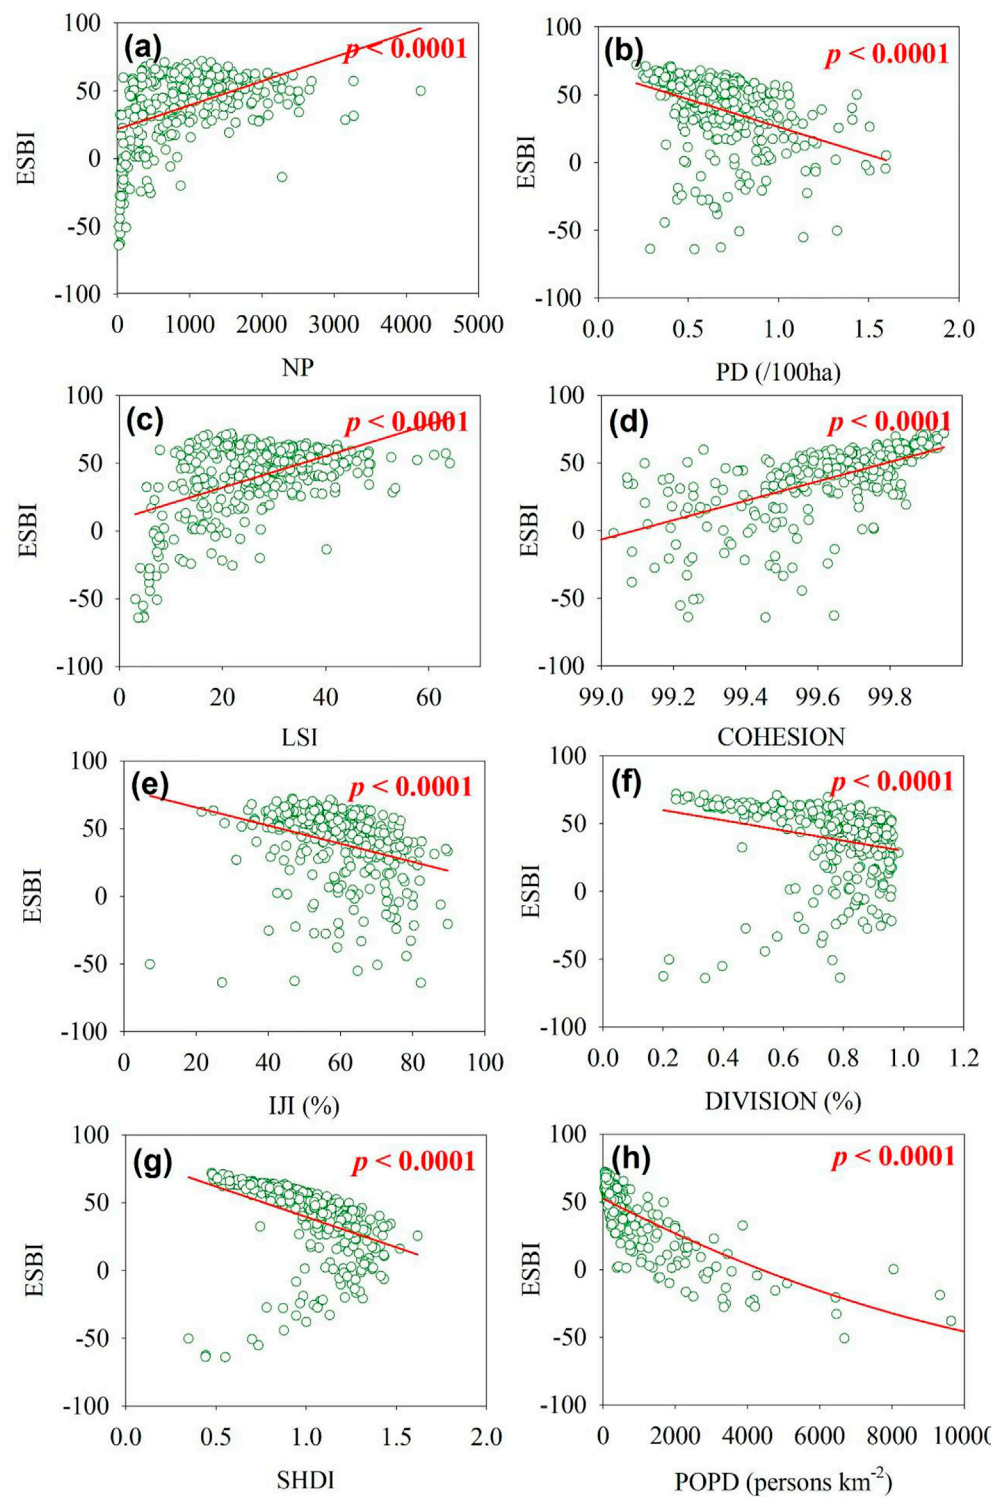 (a)
p < 0.0001
100
50
0
-50
-100
ESBI
0 1000 2000 3000 4000 5000
NP
(b)
p < 0.0001
100
50
0
-50
-100
ESBI
0.0 0.5 1.0 1.5 2.0
PD (/100ha)
(c)
p < 0.0001
100
50
0
-50
-100
ESBI
0 20 40 60
LSI
(d)
p < 0.0001
100
50
0
-50
-100
ESBI
99.0 99.2 99.4 99.6 99.8
COHESION
(e)
p < 0.0001
100
50
0
-50
-100
ESBI
0 20 40 60 80 100
IJI (%)
(f)
p < 0.0001
100
50
0
-50
-100
ESBI
0.0 0.2 0.4 0.6 0.8 1.0 1.2
DIVISION (%)
(g)
p < 0.0001
100
50
0
-50
-100
ESBI
0.0 0.5 1.0 1.5 2.0
SHDI
(h)
p < 0.0001
100
50
0
-50
-100
ESBI
0 2000 4000 6000 8000 10000
POPD (persons km⁻²)